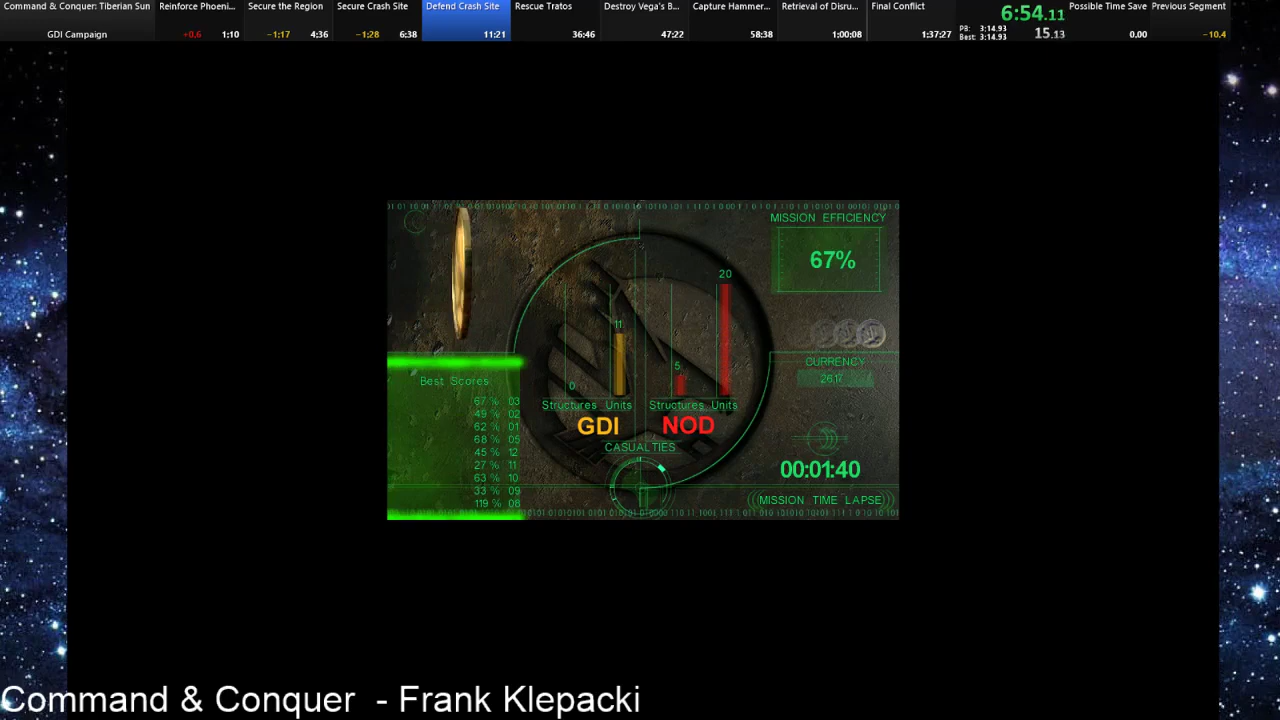 Command & Conquer: Tiberian Sun
GDI Campaign
Reinforce Phoeni...
+0.6 1:10
Secure the Region
−1:17 4:36
Secure Crash Site
−1:28 6:38
Defend Crash Site
11:21
Rescue Tratos
36:46
Destroy Vega's B...
47:22
Capture Hammer...
58:38
Retrieval of Disru...
1:00:08
Final Conflict
1:37:27
6:54.11
PB: 3:14.93
Best: 3:14.93
15.13
Possible Time Save
0.00
Previous Segment
−10.4
MISSION EFFICIENCY
67%
20
11
5
0
CURRENCY
2617
Best Scores
67 % 03
49 % 02
62 % 01
68 % 05
45 % 12
27 % 11
63 % 10
33 % 09
119 % 08
Structures Units
Structures Units
GDI
NOD
CASUALTIES
00:01:40
MISSION TIME LAPSE
Command & Conquer - Frank Klepacki